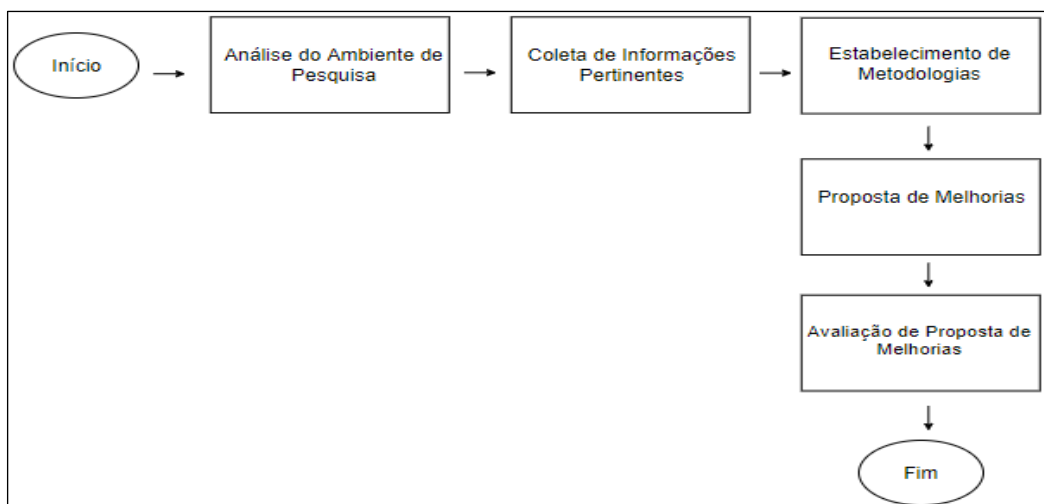 Início
Análise do Ambiente de
Pesquisa
Coleta de Informações
Pertinentes
Estabelecimento de
Metodologias
Proposta de Melhorias
Avaliação de Proposta de
Melhorias
Fim